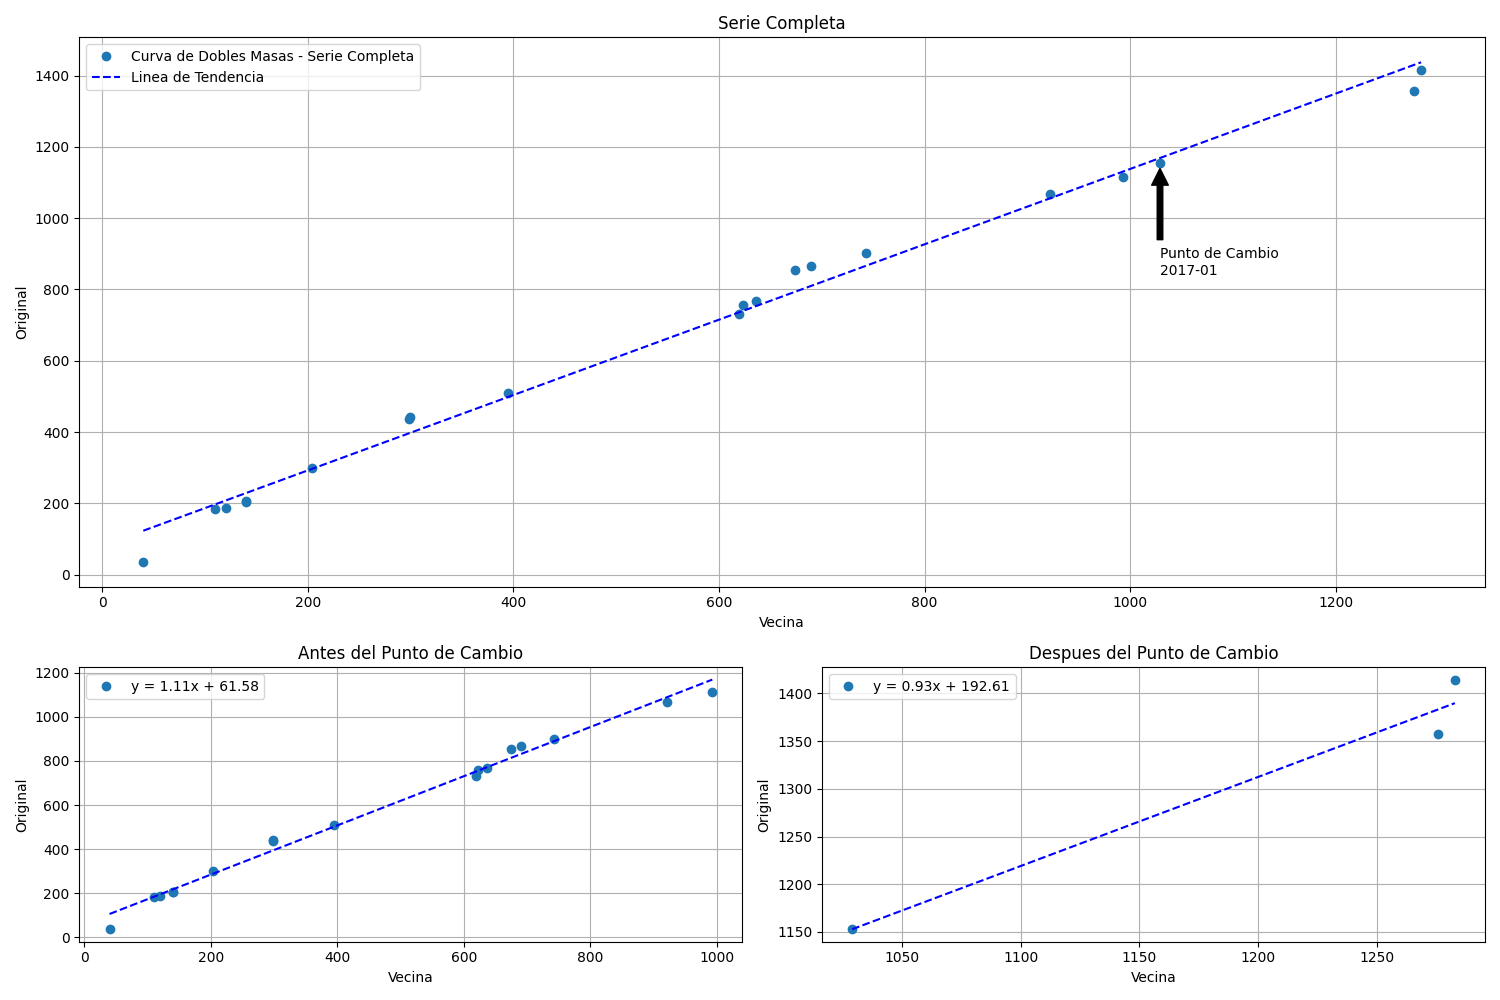 Serie Completa
Curva de Dobles Masas - Serie Completa
Linea de Tendencia
1400
1200
1000
800
600
400
200
0
Original
Punto de Cambio
2017-01
0 200 400 600 800 1000 1200
Vecina
Antes del Punto de Cambio
y = 1.11x + 61.58
1200
1000
800
600
400
200
0
Original
0 200 400 600 800 1000
Vecina
Despues del Punto de Cambio
y = 0.93x + 192.61
1400
1350
1300
1250
1200
1150
Original
1050 1100 1150 1200 1250
Vecina